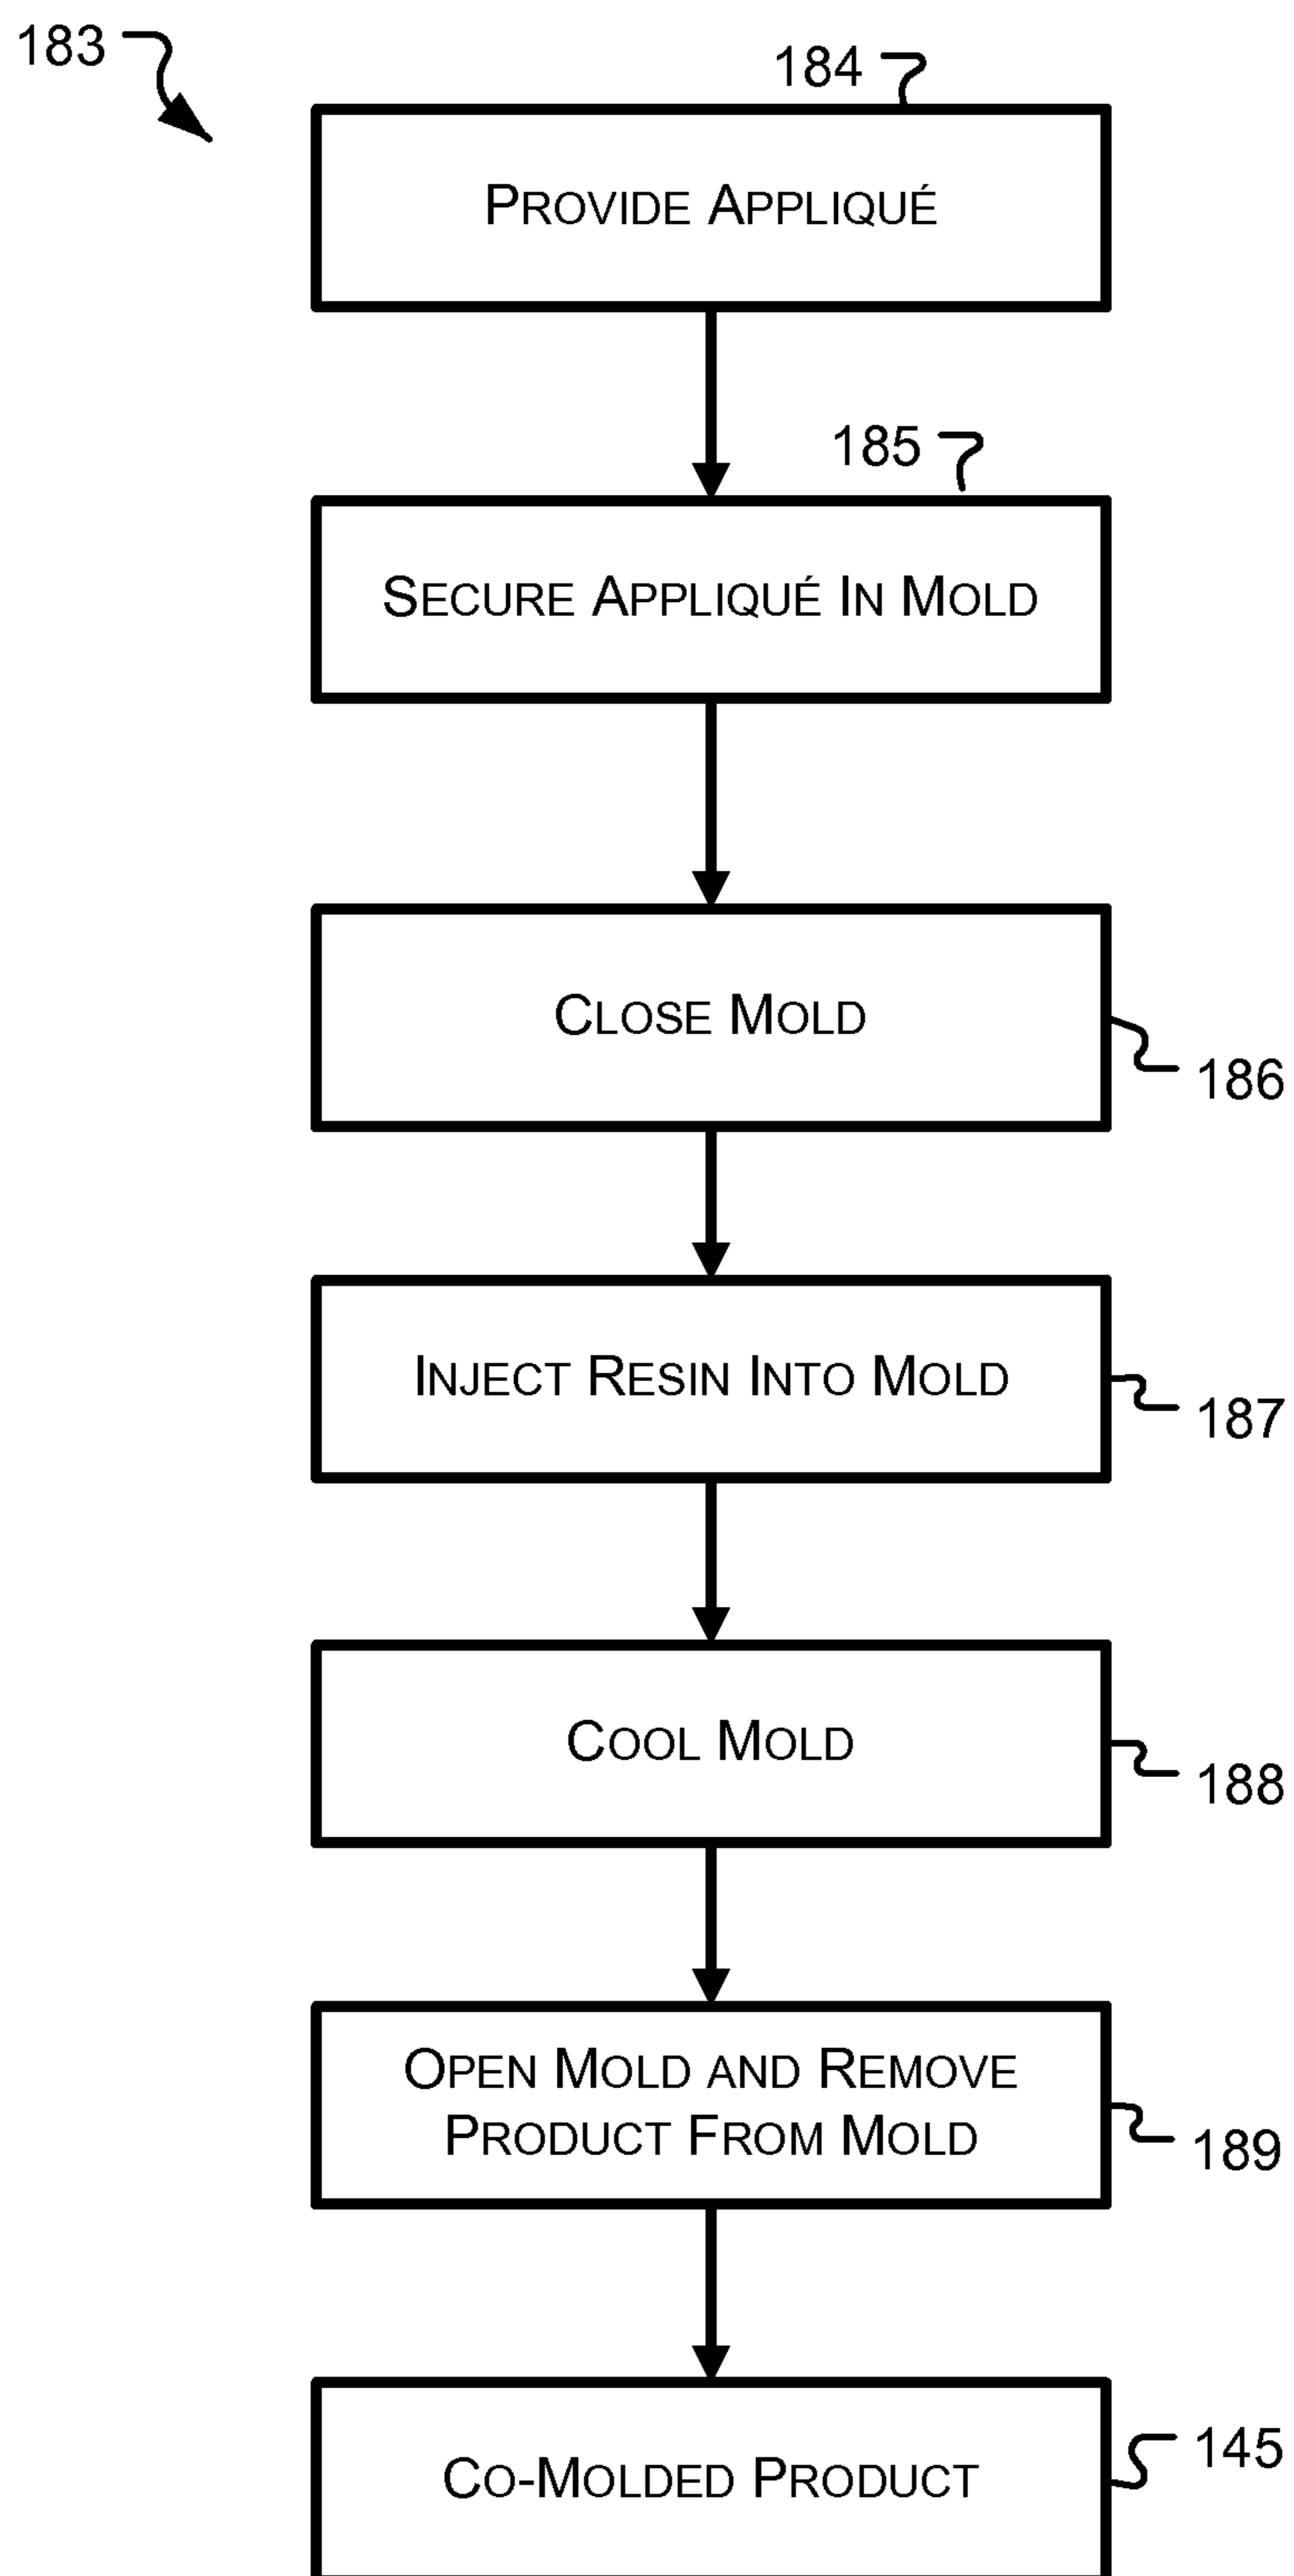 183
184
PROVIDE APPLIQUÉ
185
SECURE APPLIQUÉ IN MOLD
CLOSE MOLD
186
INJECT RESIN INTO MOLD
187
COOL MOLD
188
OPEN MOLD AND REMOVE
PRODUCT FROM MOLD
189
145
CO-MOLDED PRODUCT